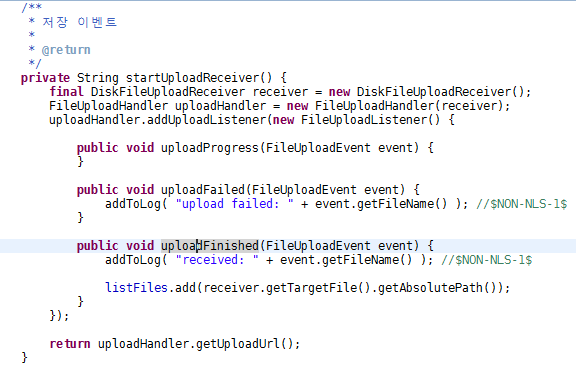 /**
 * 저장 이벤트
 *
 * @return
 */
private String startUploadReceiver() {
    final DiskFileUploadReceiver receiver = new DiskFileUploadReceiver();
    FileUploadHandler uploadHandler = new FileUploadHandler(receiver);
    uploadHandler.addUploadListener(new FileUploadListener() {

        public void uploadProgress(FileUploadEvent event) {
        }

        public void uploadFailed(FileUploadEvent event) {
            addToLog( "upload failed: " + event.getFileName() ); //$NON-NLS-1$
        }

        public void uploadFinished(FileUploadEvent event) {
            addToLog( "received: " + event.getFileName() ); //$NON-NLS-1$

            listFiles.add(receiver.getTargetFile().getAbsolutePath());
        }
    });

    return uploadHandler.getUploadUrl();
}